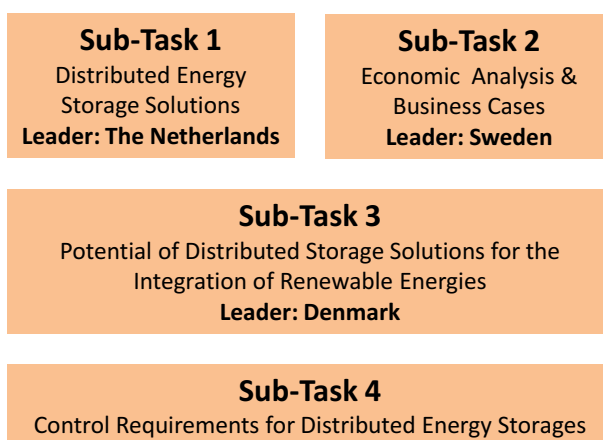 Sub-Task 1
Distributed Energy
Storage Solutions
Leader: The Netherlands
Sub-Task 2
Economic Analysis &
Business Cases
Leader: Sweden
Sub-Task 3
Potential of Distributed Storage Solutions for the
Integration of Renewable Energies
Leader: Denmark
Sub-Task 4
Control Requirements for Distributed Energy Storages